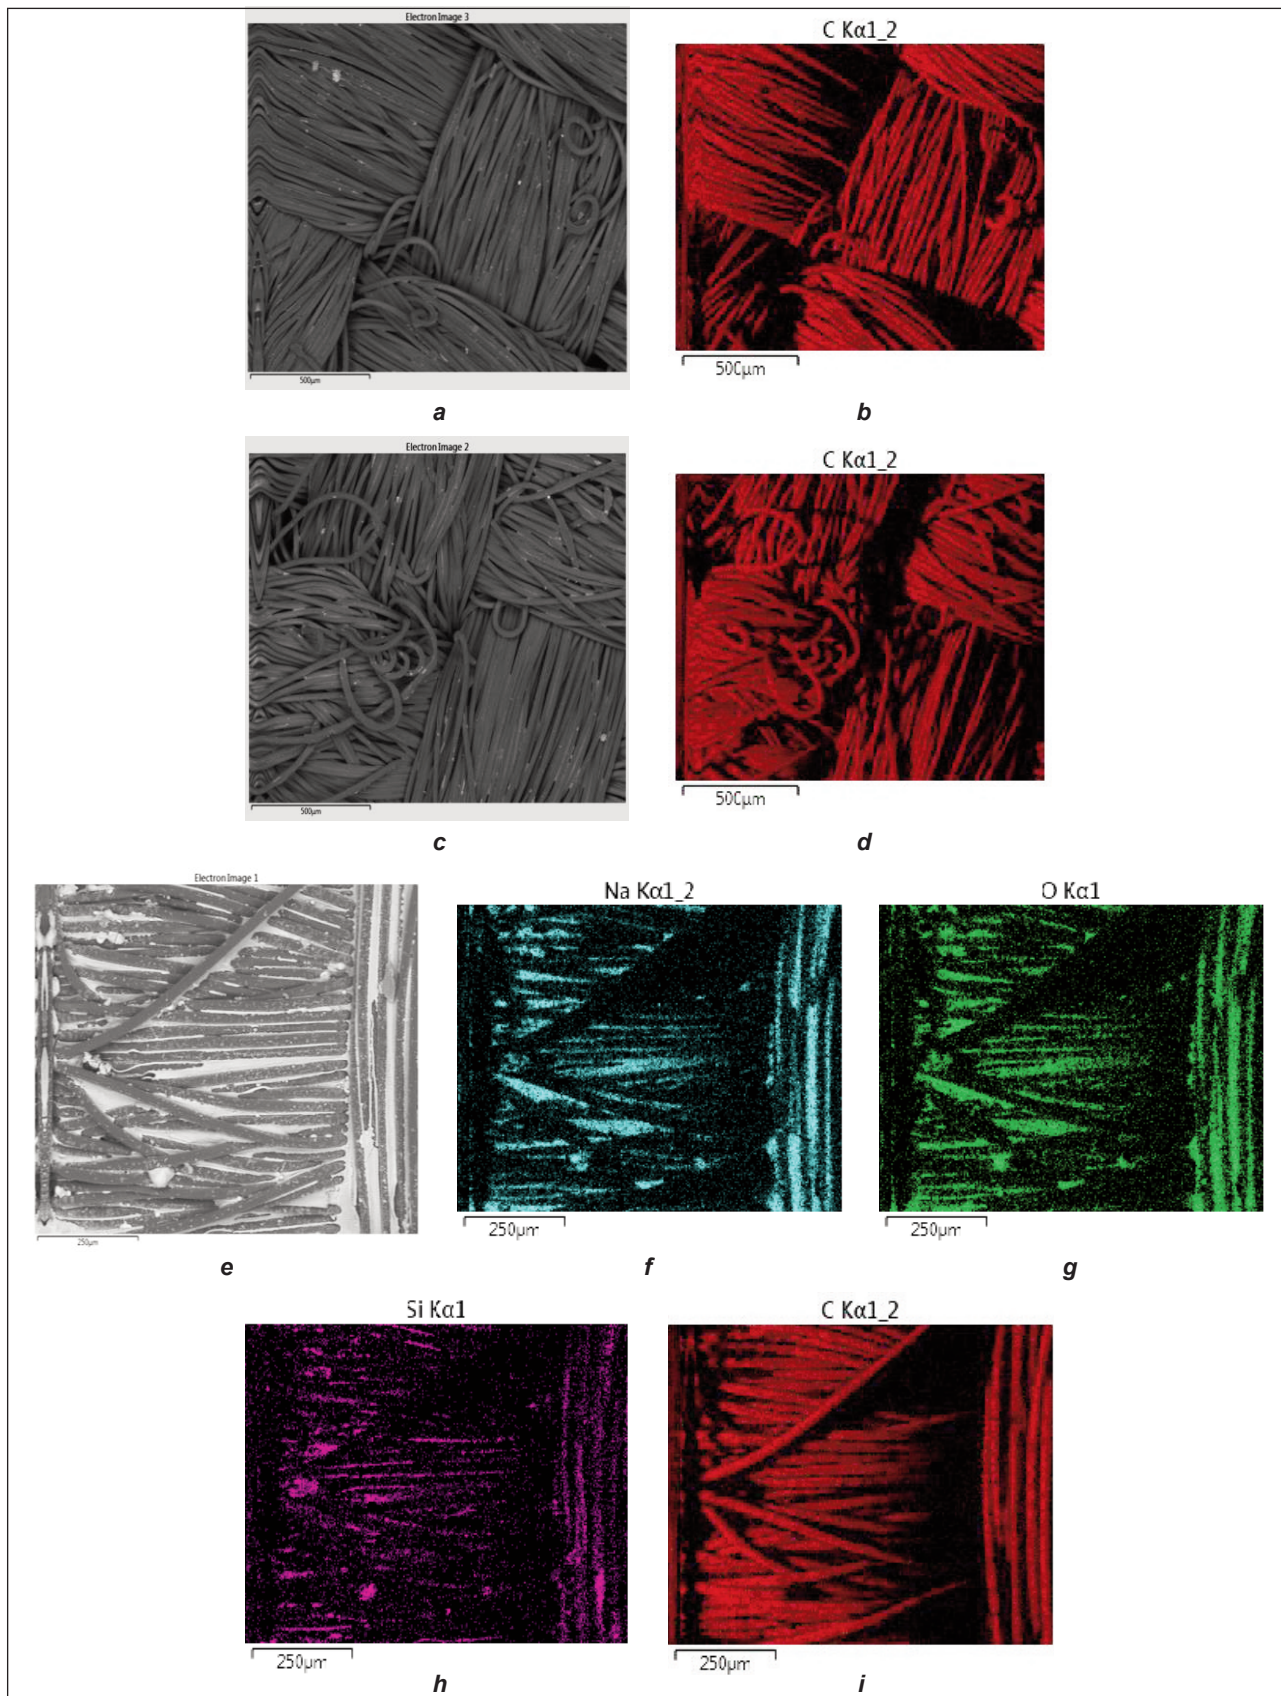 Electron Image 3
C Kα1_2
500µm
500µm
a
b
Electron Image 2
C Kα1_2
500µm
500µm
c
d
Electron Image 1
Na Kα1_2
O Kα1
250µm
250µm
250µm
e
f
g
Si Kα1
C Kα1_2
250µm
250µm
h
i